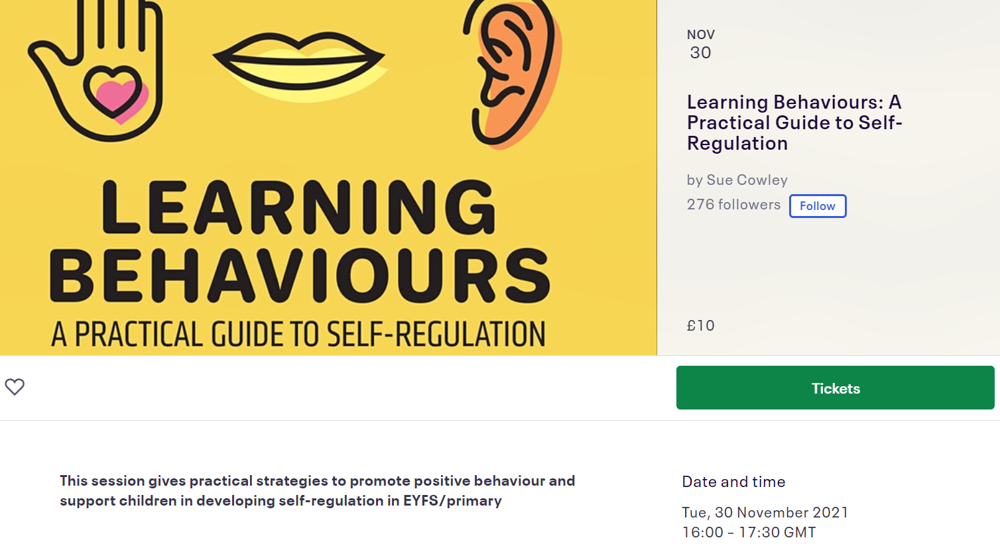 LEARNING
BEHAVIOURS
A PRACTICAL GUIDE TO SELF-REGULATION
NOV
30
Learning Behaviours: A
Practical Guide to Self-
Regulation
by Sue Cowley
276 followers Follow
£10
Tickets
This session gives practical strategies to promote positive behaviour and
support children in developing self-regulation in EYFS/primary
Date and time
Tue, 30 November 2021
16:00 – 17:30 GMT